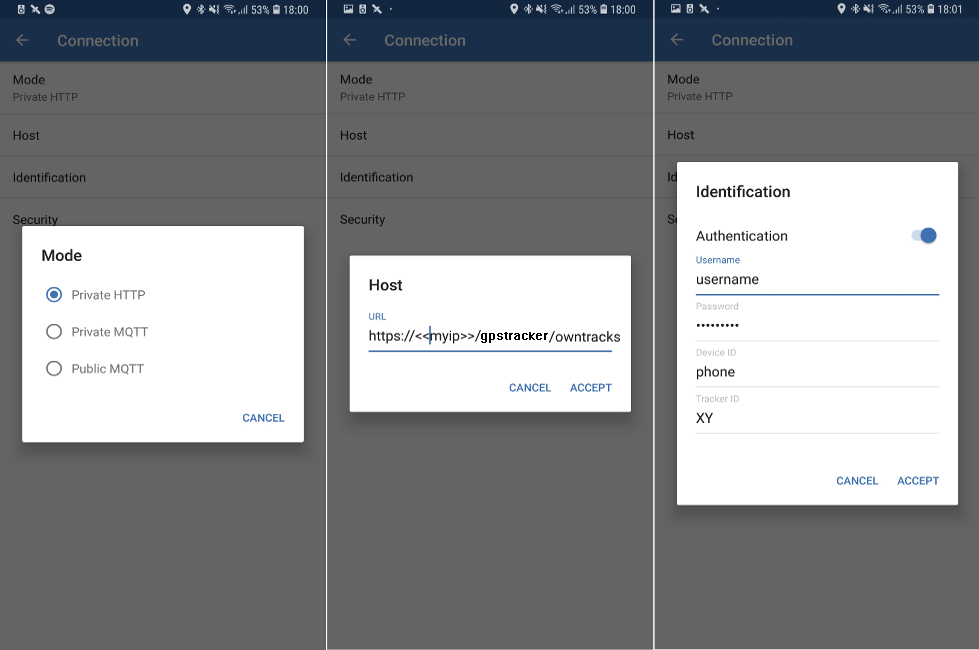 53% 18:00
Connection
Mode
Private HTTP
Host
Identification
Security
Mode
Private HTTP
Private MQTT
Public MQTT
CANCEL
53% 18:00
Connection
Mode
Private HTTP
Host
Identification
Security
Host
URL
https://<<myip>>/gpstracker/owntracks
CANCEL ACCEPT
53% 18:01
Connection
Mode
Private HTTP
Host
Id
Se
Identification
Authentication
Username
username
Password
•••••••••
Device ID
phone
Tracker ID
XY
CANCEL ACCEPT